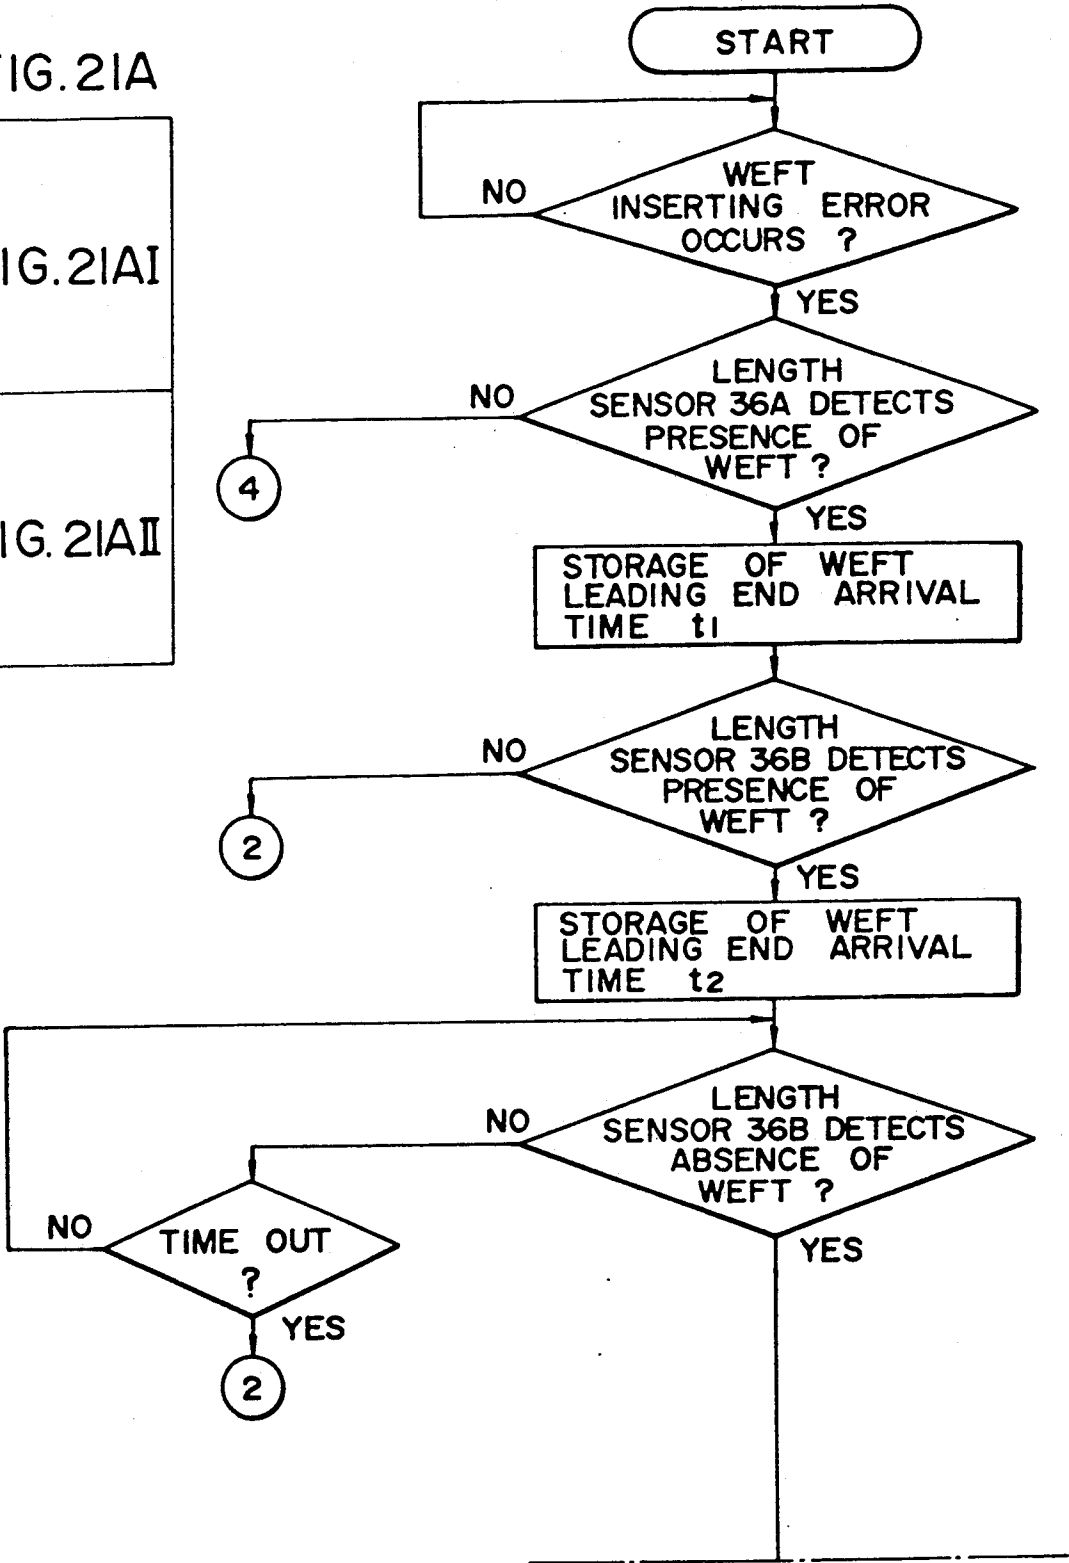 START
FIG. 21A
FIG. 21AI
FIG. 21AII
WEFT
INSERTING ERROR
OCCURS ?
NO
YES
LENGTH
SENSOR 36A DETECTS
PRESENCE OF
WEFT ?
NO
4
YES
STORAGE OF WEFT
LEADING END ARRIVAL
TIME t1
LENGTH
SENSOR 36B DETECTS
PRESENCE OF
WEFT ?
NO
2
YES
STORAGE OF WEFT
LEADING END ARRIVAL
TIME t2
LENGTH
SENSOR 36B DETECTS
ABSENCE OF
WEFT ?
NO
YES
TIME OUT
?
NO
YES
2